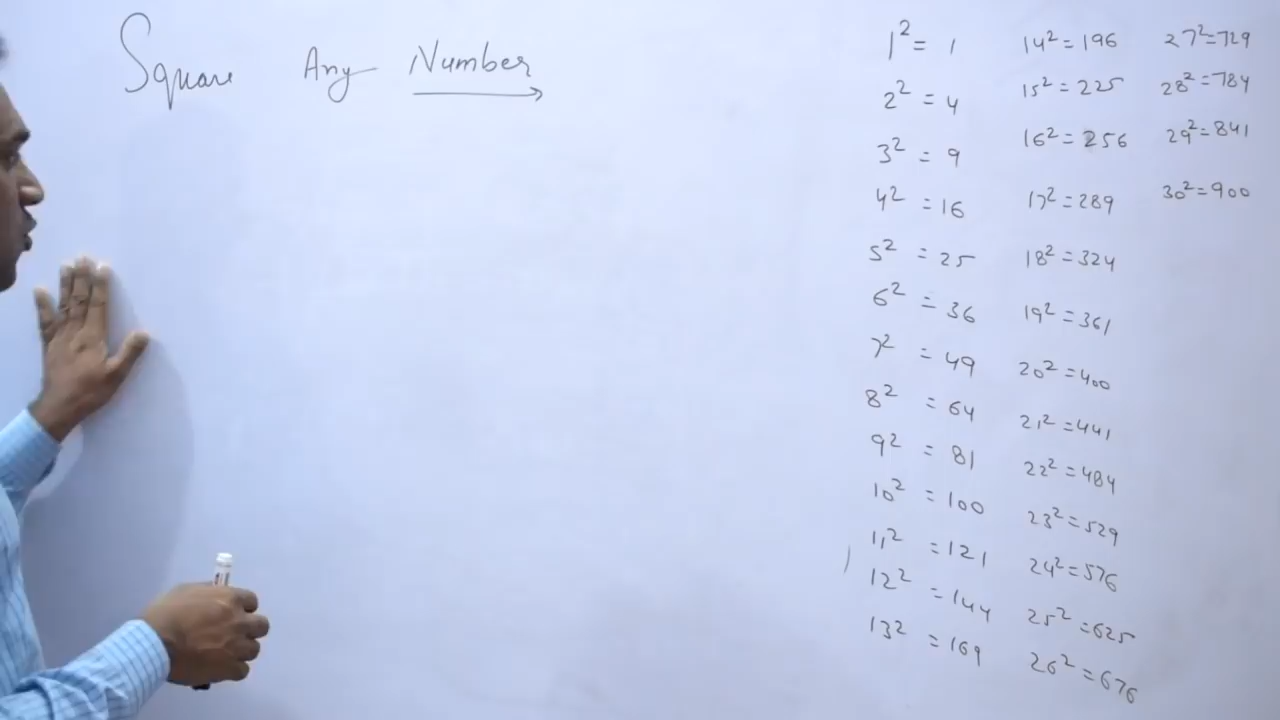 Square Any Number
1² = 1
2² = 4
3² = 9
4² = 16
5² = 25
6² = 36
7² = 49
8² = 64
9² = 81
10² = 100
11² = 121
12² = 144
13² = 169
14² = 196
15² = 225
16² = 256
17² = 289
18² = 324
19² = 361
20² = 400
21² = 441
22² = 484
23² = 529
24² = 576
25² = 625
26² = 676
27² = 729
28² = 784
29² = 841
30² = 900